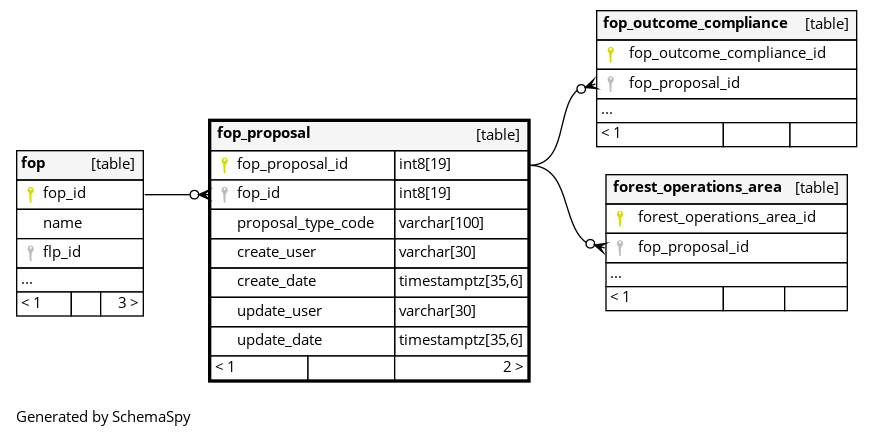 fop [table]
fop_id
name
flp_id
...
< 1 3 >
fop_proposal [table]
fop_proposal_id int8[19]
fop_id int8[19]
proposal_type_code varchar[100]
create_user varchar[30]
create_date timestamptz[35,6]
update_user varchar[30]
update_date timestamptz[35,6]
< 1 2 >
fop_outcome_compliance [table]
fop_outcome_compliance_id
fop_proposal_id
...
< 1
forest_operations_area [table]
forest_operations_area_id
fop_proposal_id
...
< 1
Generated by SchemaSpy